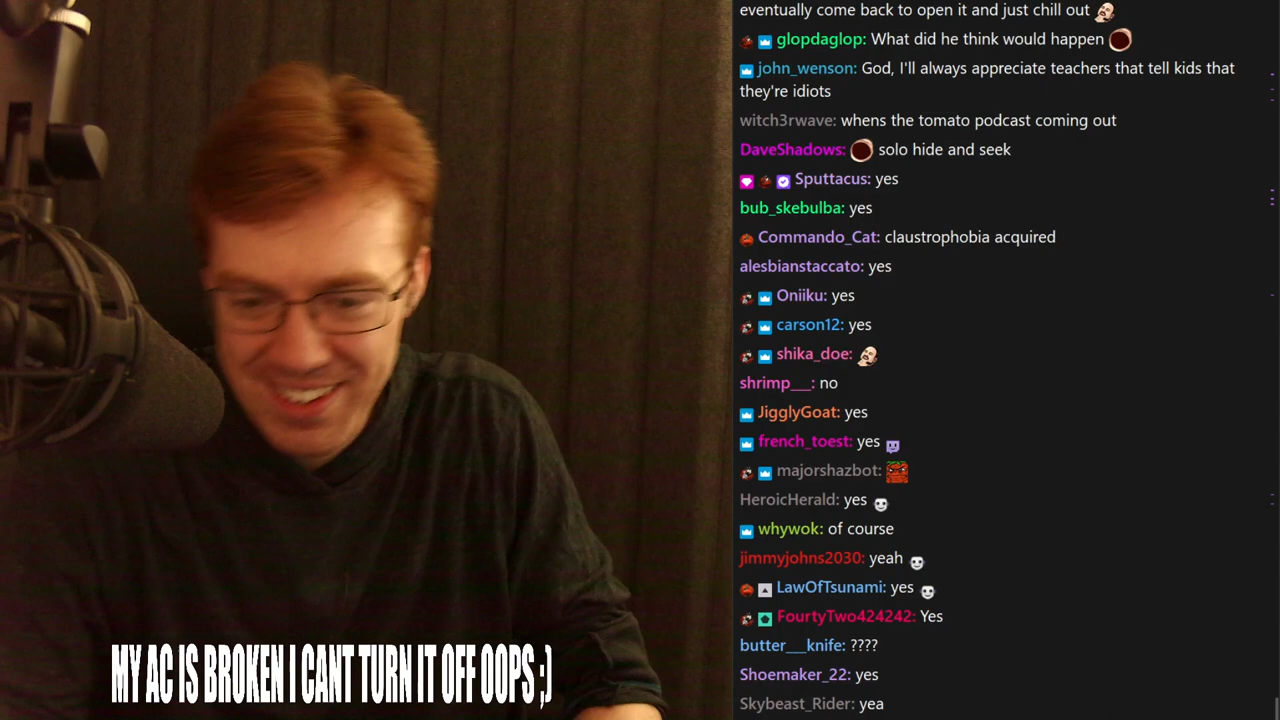 eventually come back to open it and just chill out
glopdaglop: What did he think would happen
john_wenson: God, I'll always appreciate teachers that tell kids that
they're idiots
witch3rwave: whens the tomato podcast coming out
DaveShadows: solo hide and seek
Sputtacus: yes
bub_skebulba: yes
Commando_Cat: claustrophobia acquired
alesbianstaccato: yes
Oniiku: yes
carson12: yes
shika_doe:
shrimp___: no
JigglyGoat: yes
french_toest: yes
majorshazbot:
HeroicHerald: yes
whywok: of course
jimmyjohns2030: yeah
LawOfTsunami: yes
FourtyTwo424242: Yes
butter___knife: ????
Shoemaker_22: yes
Skybeast_Rider: yea
MY AC IS BROKEN I CANT TURN IT OFF OOPS ;)